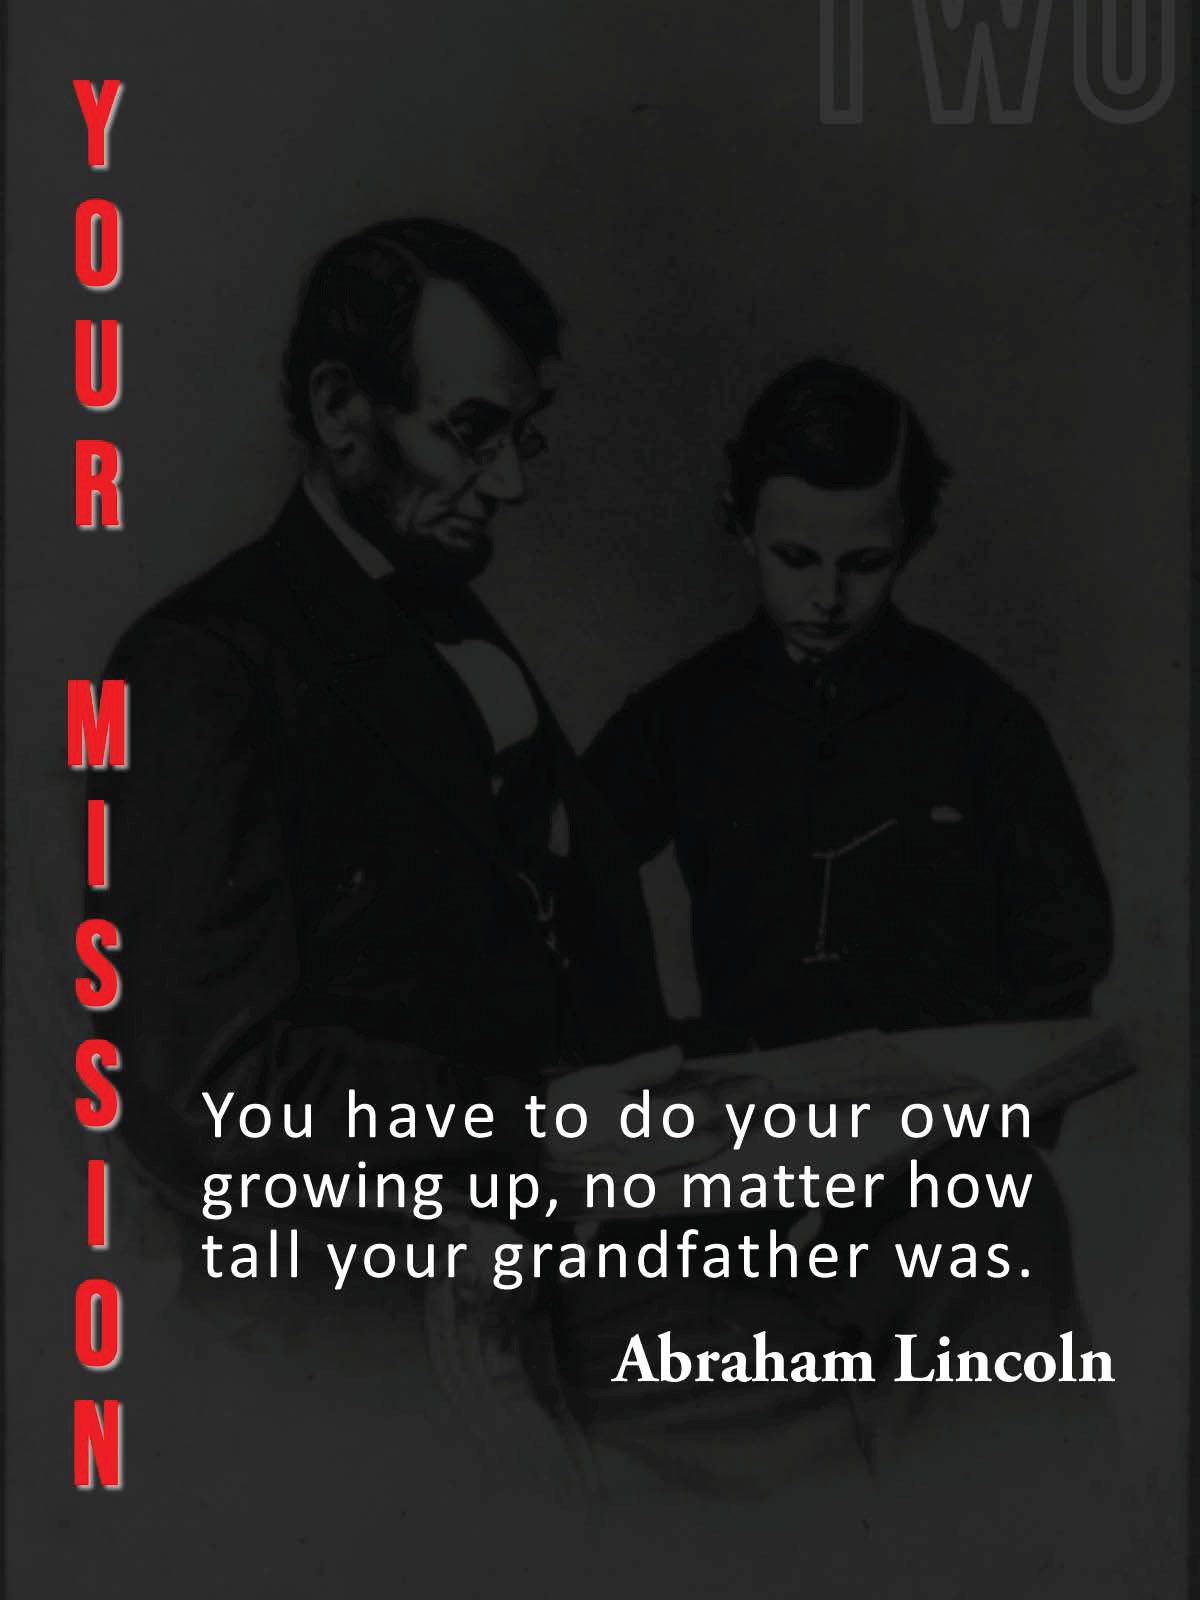 TWO
YOUR MISSION
You have to do your own
growing up, no matter how
tall your grandfather was.
Abraham Lincoln